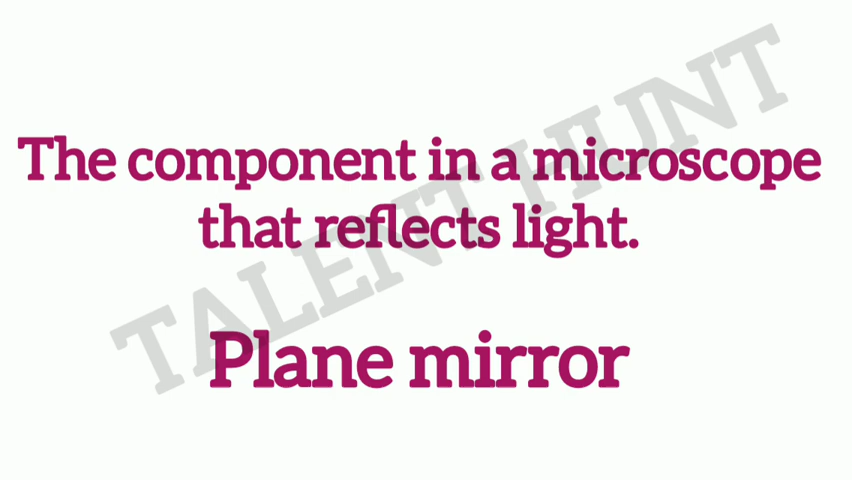 The component in a microscope
that reflects light.
Plane mirror
TALENT HUNT